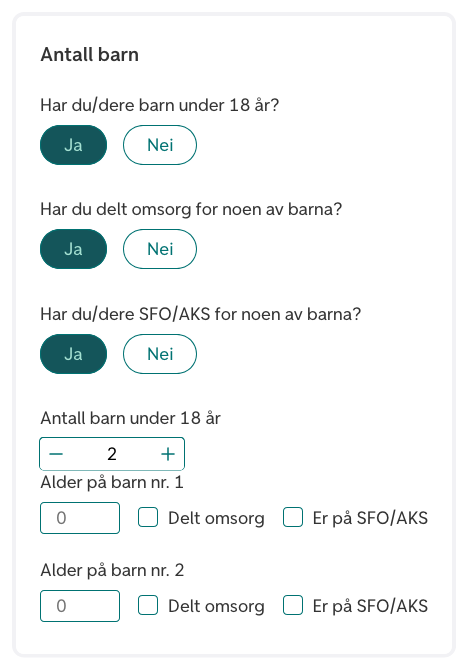 Antall barn
Har du/dere barn under 18 år?
Ja Nei
Har du delt omsorg for noen av barna?
Ja Nei
Har du/dere SFO/AKS for noen av barna?
Ja Nei
Antall barn under 18 år
− 2 +
Alder på barn nr. 1
0 Delt omsorg Er på SFO/AKS
Alder på barn nr. 2
0 Delt omsorg Er på SFO/AKS